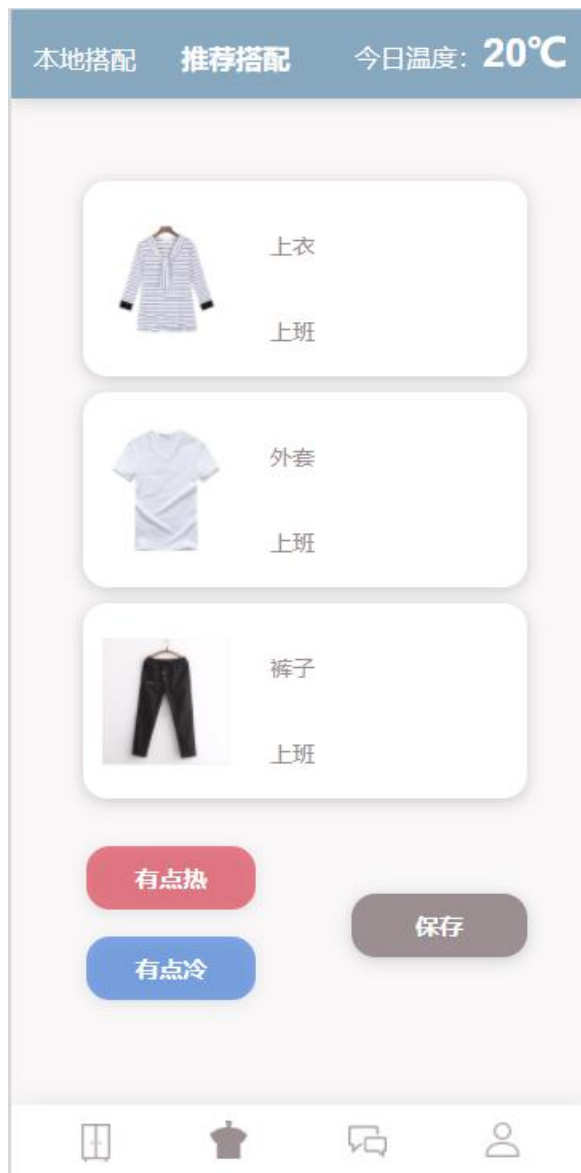 本地搭配 推荐搭配 今日温度：20℃
上衣
上班
外套
上班
裤子
上班
有点热
保存
有点冷